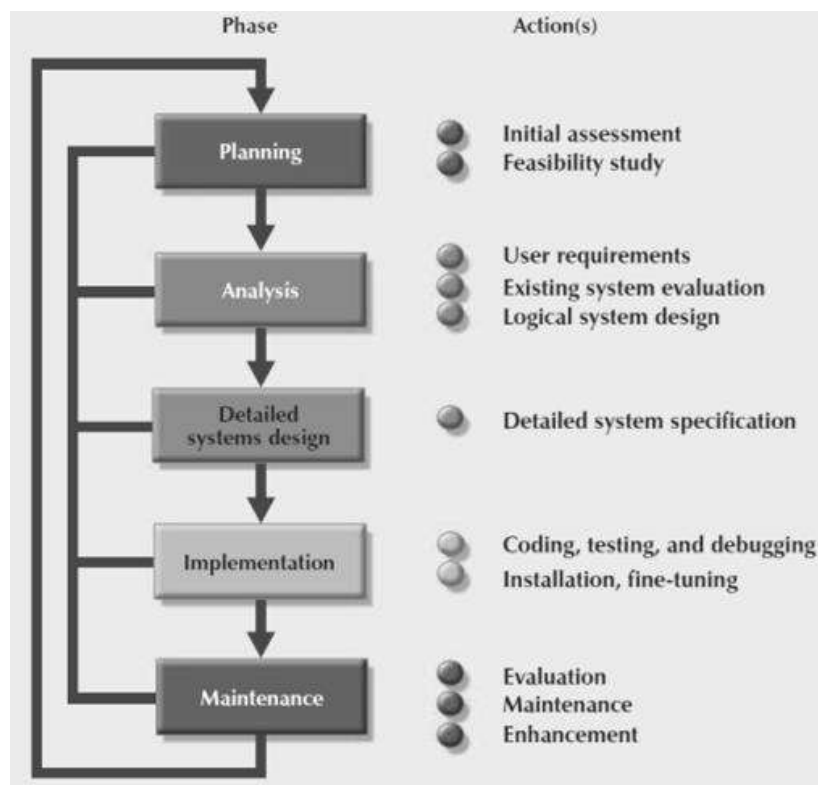 Phase
Action(s)
Planning
Initial assessment
Feasibility study
Analysis
User requirements
Existing system evaluation
Logical system design
Detailed
systems design
Detailed system specification
Implementation
Coding, testing, and debugging
Installation, fine-tuning
Maintenance
Evaluation
Maintenance
Enhancement